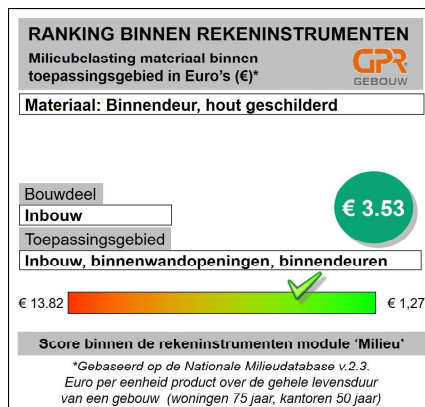 RANKING BINNEN REKENINSTRUMENTEN
Milieubelasting materiaal binnen
toepassingsgebied in Euro's (€)*
GPR
GEBOUW
Materiaal: Binnendeur, hout geschilderd
Bouwdeel
Inbouw
€ 3.53
Toepassingsgebied
Inbouw, binnenwandopeningen, binnendeuren
€ 13.82
€ 1,27
Score binnen de rekeninstrumenten module 'Milieu'
*Gebaseerd op de Nationale Milieudatabase v.2.3.
Euro per eenheid product over de gehele levensduur
van een gebouw (woningen 75 jaar, kantoren 50 jaar)